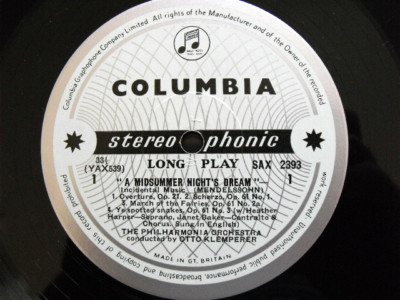 Columbia Graphophone Company Limited. All rights of the Manufacturer and of the Owner of the recorded
work reserved. Unauthorised public performance, broadcasting and copying of this record prohibited
COLUMBIA
stereophonic
LONG PLAY
33⅓
(YAX539)
SAX 2393
1
1
"A MIDSUMMER NIGHT'S DREAM"
Incidental Music (MENDELSSOHN)
1. Overture, Op. 21. 2. Scherzo, Op. 61 No. 1.
3. March of the Fairies, Op. 61 No. 2a.
4. Ye spotted snakes, Op. 61 No. 3 (w/Heather
Harper—Soprano, Janet Baker—Contralto &
Chorus, Sung in English)
THE PHILHARMONIA ORCHESTRA
conducted by OTTO KLEMPERER
MADE IN GT. BRITAIN